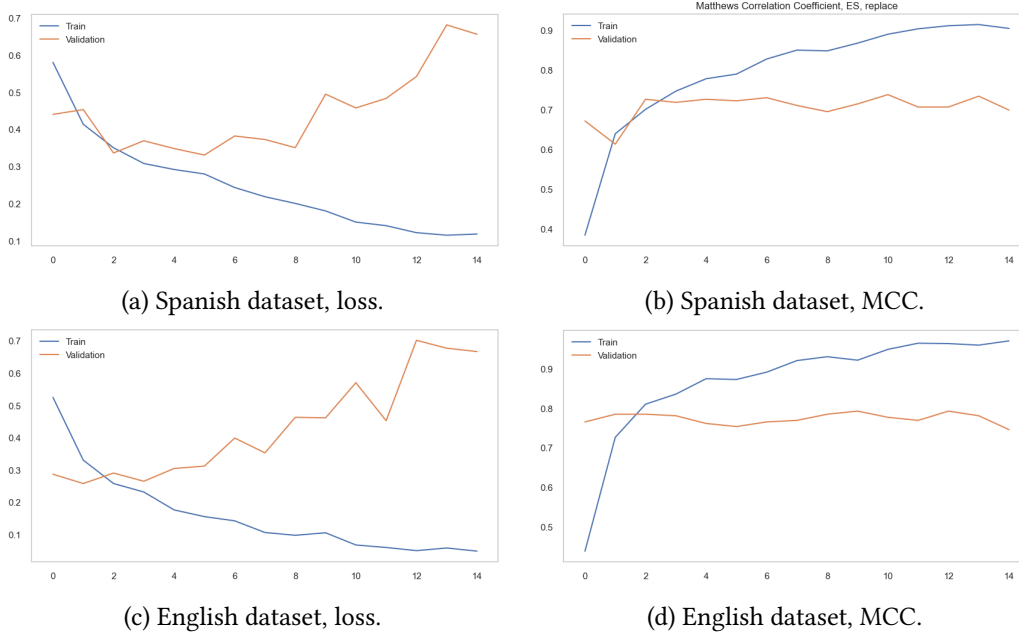 Matthews Correlation Coefficient, ES, replace
0.7
0.6
0.5
0.4
0.3
0.2
0.1
Train
Validation
0 2 4 6 8 10 12 14
(a) Spanish dataset, loss.
0.9
0.8
0.7
0.6
0.5
0.4
Train
Validation
0 2 4 6 8 10 12 14
(b) Spanish dataset, MCC.
0.7
0.6
0.5
0.4
0.3
0.2
0.1
Train
Validation
0 2 4 6 8 10 12 14
(c) English dataset, loss.
0.9
0.8
0.7
0.6
0.5
Train
Validation
0 2 4 6 8 10 12 14
(d) English dataset, MCC.